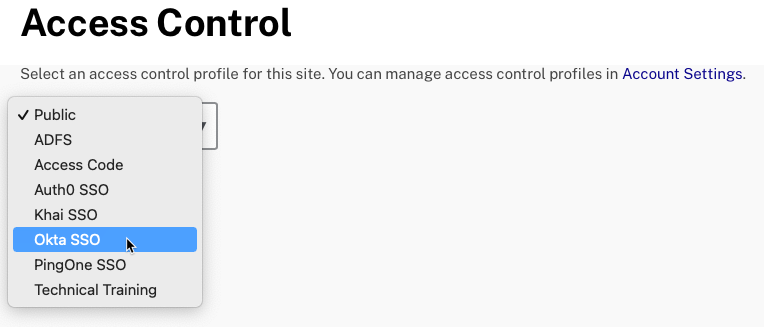 Access Control
Select an access control profile for this site. You can manage access control profiles in Account Settings.
✓ Public
ADFS
Access Code
Auth0 SSO
Khai SSO
Okta SSO
PingOne SSO
Technical Training